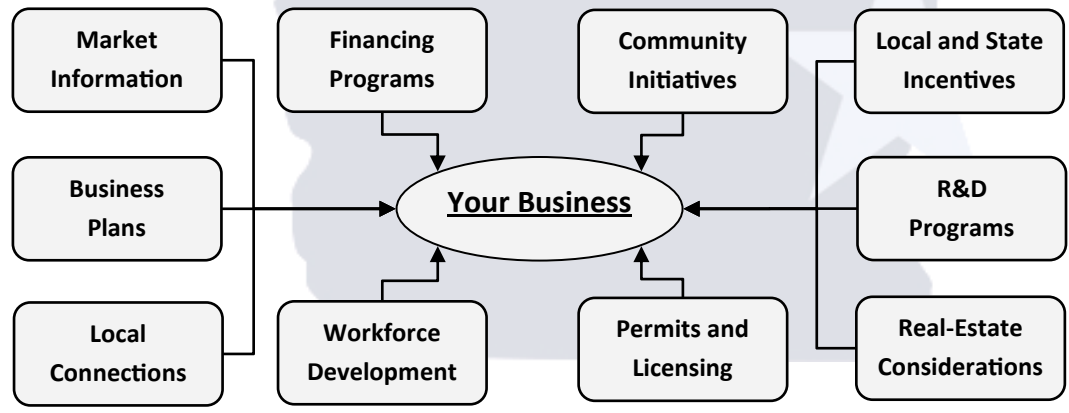 Market
Information
Financing
Programs
Community
Initiatives
Local and State
Incentives
Business
Plans
Your Business
R&D
Programs
Local
Connections
Workforce
Development
Permits and
Licensing
Real-Estate
Considerations